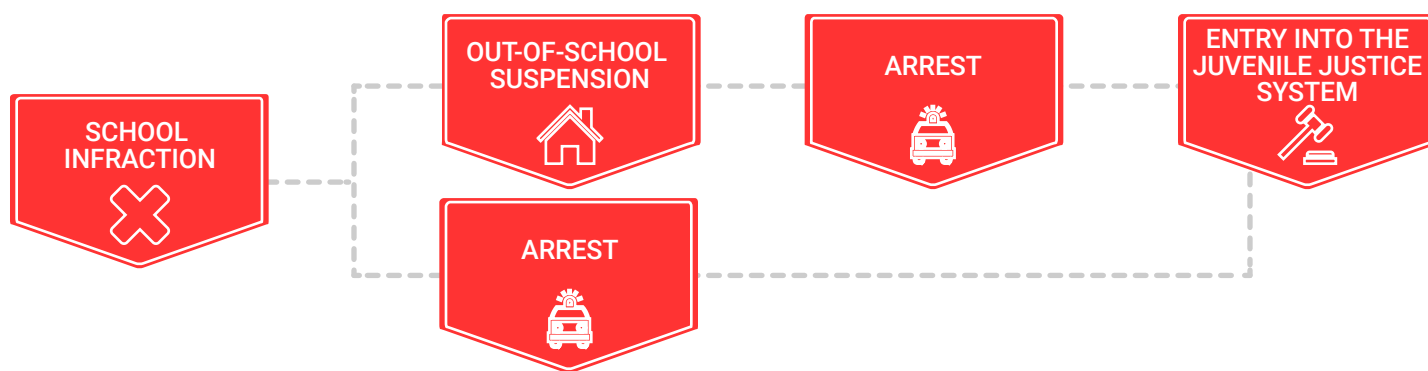 SCHOOL
INFRACTION
OUT-OF-SCHOOL
SUSPENSION
ARREST
ENTRY INTO THE
JUVENILE JUSTICE
SYSTEM
ARREST